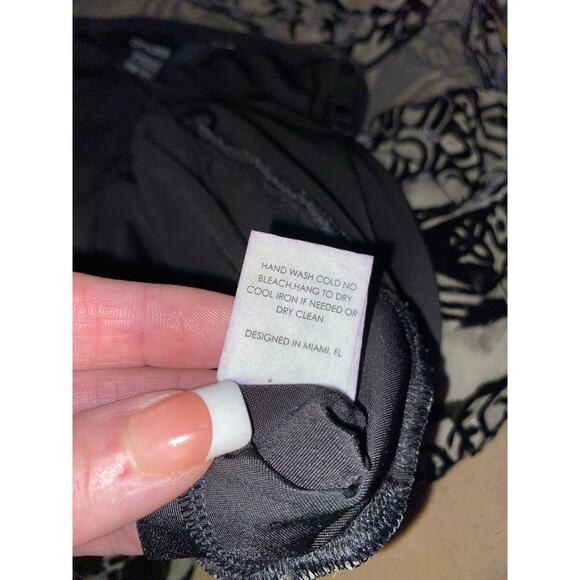 HAND WASH COLD NO
BLEACH.HANG TO DRY
COOL IRON IF NEEDED OR
DRY CLEAN
DESIGNED IN MIAMI, FL